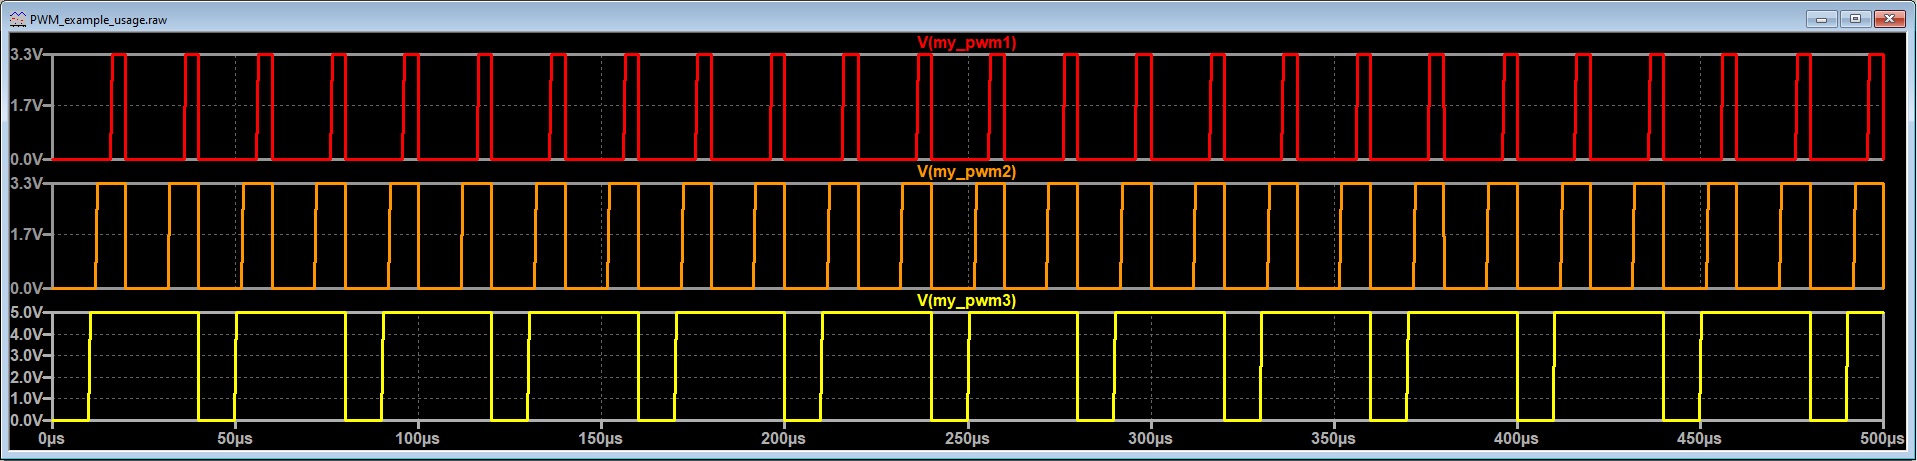 PWM_example_usage.raw
V(my_pwm1)
3.3V
1.7V
0.0V
V(my_pwm2)
3.3V
1.7V
0.0V
V(my_pwm3)
5.0V
4.0V
3.0V
2.0V
1.0V
0.0V
0µs 50µs 100µs 150µs 200µs 250µs 300µs 350µs 400µs 450µs 500µs